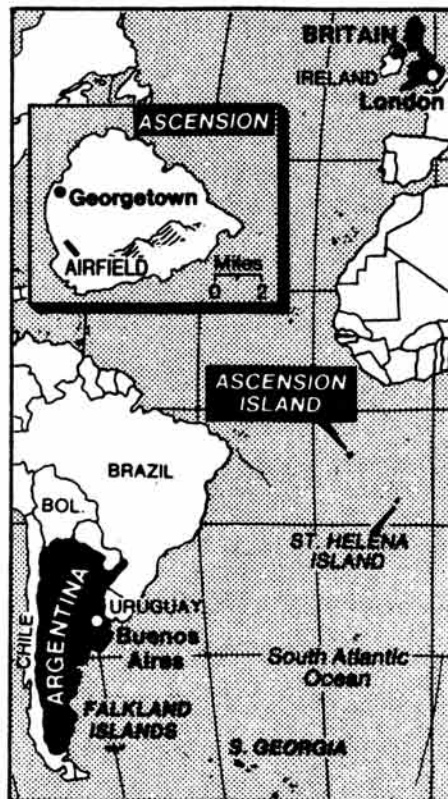 BRITAIN
IRELAND
London
ASCENSION
Georgetown
AIRFIELD
Miles
0 2
ASCENSION
ISLAND
BRAZIL
BOL.
ST. HELENA
ISLAND
CHILE
ARGENTINA
URUGUAY
Buenos
Aires
South Atlantic
Ocean
FALKLAND
ISLANDS
S. GEORGIA